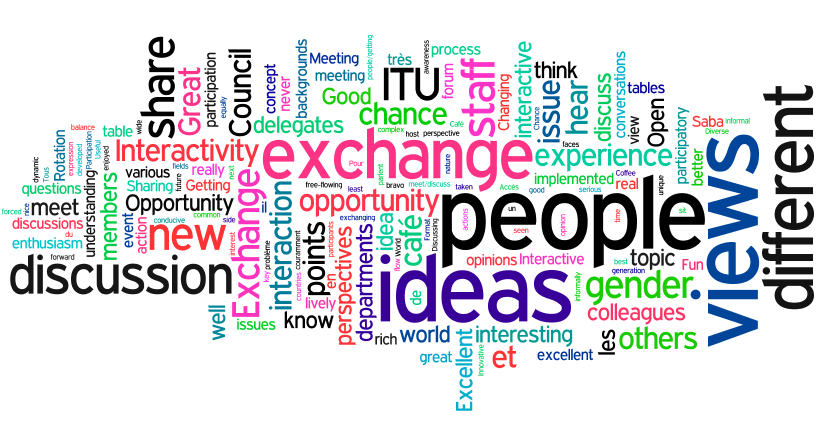 share
Great
participation
equally
Council
concept
never
backgrounds
Meeting
meeting
people/getting
très
process
awareness
ITU
forum
staff
Changing
interactive
Chance
think
issue
hear
discuss
conversations
tables
view
Open
participatory
Saba
informal
Diverse
different
Good
chance
delegates
complex
Café
host
perspective
faces
balance
wide
table
Rotation
expression
developed
Participation
Useful
enjoyed
Tous
dynamic
Interactivity
exchange
experience
better
views
various
fields
really
next
Pour
patient
nature
questions
du
understanding
members
Sharing
future
Getting
free-flowing
least
bravo
meet/discuss
taken
Accès
good
implemented
serious
Coffee
real
unique
forced
nice
meet
Opportunity
common
Exchange
interaction
opportunity
people
un
seen
opinion
actions
time
sit
discussions
event
action
new
conducive
side
interest
exchanging
idea
café
Format
Discussing
enthusiasm
forward
discussion
key
problème
couramment
countries
points
en
participants
perspectives
departments
flow
World
opinions
Interactive
informally
best
generation
topic
Fun
lively
de
ideas
gender
colleagues
well
issues
know
rich
world
interesting
les
others
great
Excellent
Innovative
et
excellent